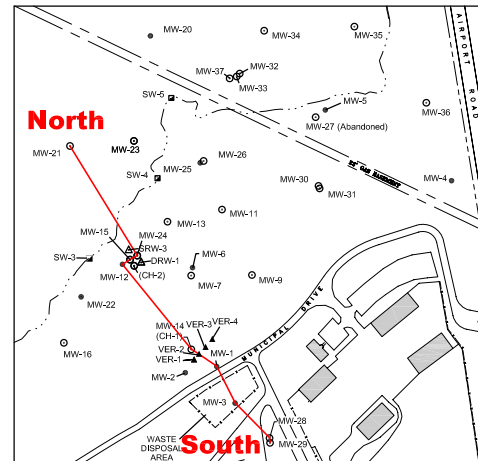 MW-20
MW-34
MW-35
AIRPORT
ROAD
MW-32
MW-37
MW-33
SW-5
MW-5
MW-36
MW-27 (Abandoned)
North
MW-21
MW-23
MW-26
MW-25
SW-4
MW-30
MW-31
MW-4
GAS EASEMENT
MW-11
MW-13
MW-24
MW-15
SRW-3
DRW-1
SW-3
MW-12
(CH-2)
MW-6
MW-7
MW-9
MW-22
MUNICIPAL DRIVE
MW-14
(CH-1)
VER-4
VER-3
VER-2
VER-1
MW-1
MW-16
MW-2
MW-3
MW-28
MW-29
WASTE
DISPOSAL
AREA
South